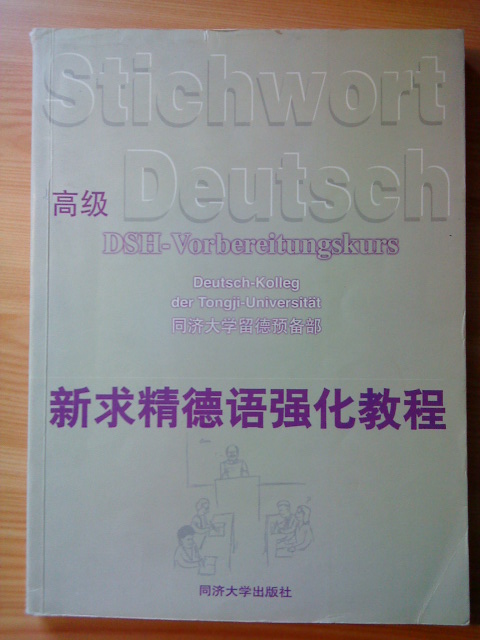 Stichwort
Deutsch
高级
DSH-Vorbereitungskurs
Deutsch-Kolleg
der Tongji-Universität
同济大学留德预备部
新求精德语强化教程
同济大学出版社